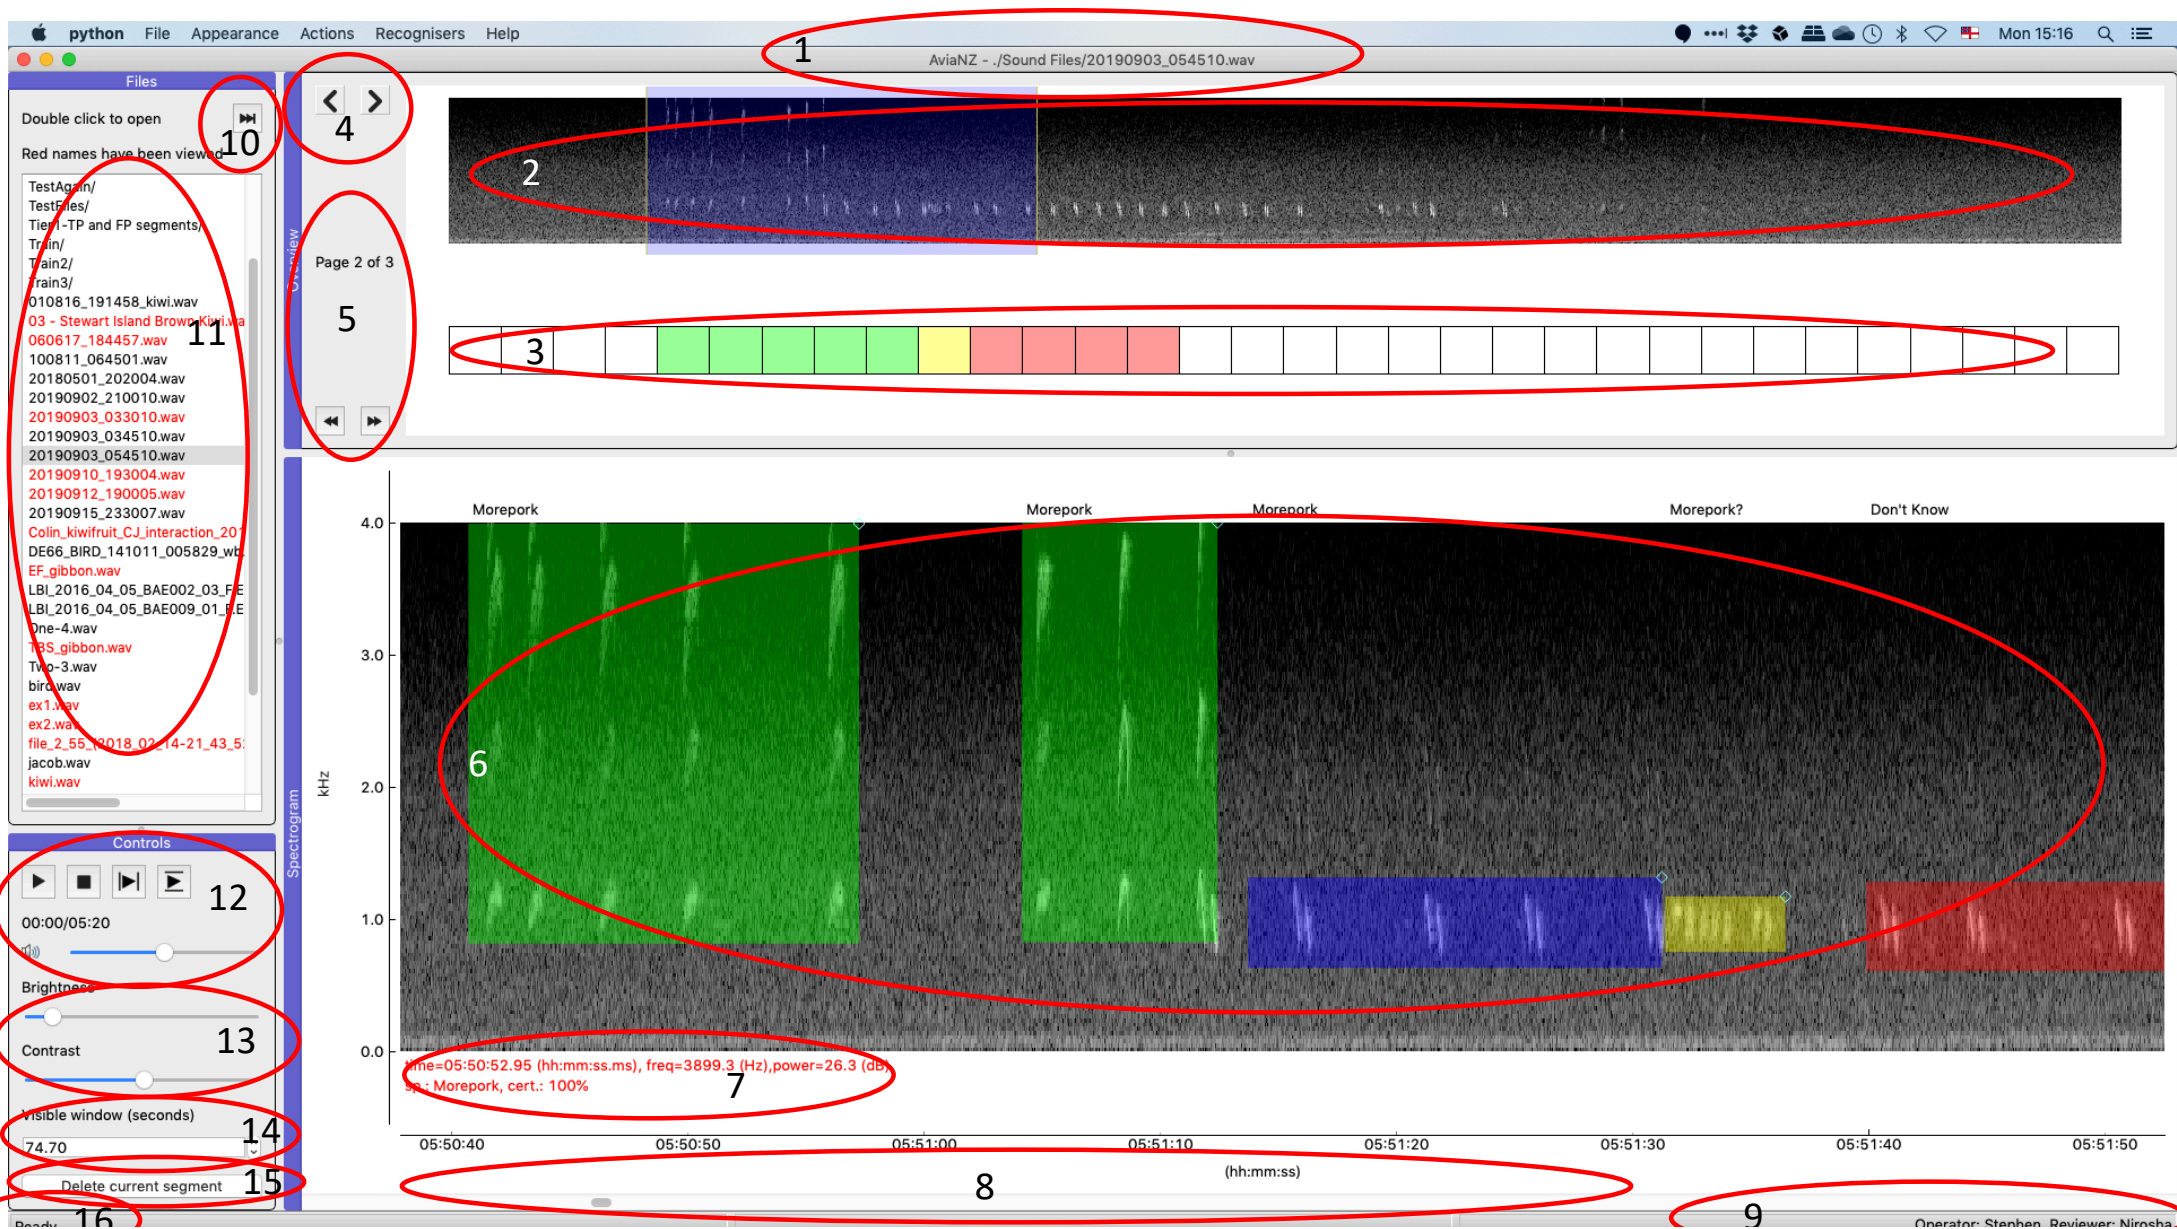 python File Appearance Actions Recognisers Help
Mon 15:16
1
AviaNZ - ./Sound Files/20190903_054510.wav
Files
Double click to open
10
Red names have been viewed
TestAgain/
TestFiles/
Tier1-TP and FP segments/
Train/
Train2/
Train3/
010816_191458_kiwi.wav
03 - Stewart Island Brown Kiwi.wa
11
060617_184457.wav
100811_064501.wav
20180501_202004.wav
20190902_210010.wav
20190903_033010.wav
20190903_034510.wav
20190903_054510.wav
20190910_193004.wav
20190912_190005.wav
20190915_233007.wav
Colin_kiwifruit_CJ_interaction_201
DE66_BIRD_141011_005829_wb.
EF_gibbon.wav
LBI_2016_04_05_BAE002_03_F.E
LBI_2016_04_05_BAE009_01_F.E
One-4.wav
TBS_gibbon.wav
Two-3.wav
bird.wav
ex1.wav
ex2.wav
file_2_55_(2018_02_14-21_43_5
jacob.wav
kiwi.wav
Overview
4
Page 2 of 3
5
2
3
Spectrogram
Morepork Morepork Morepork Morepork? Don't Know
kHz
4.0
3.0
2.0
1.0
0.0
6
time=05:50:52.95 (hh:mm:ss.ms), freq=3899.3 (Hz),power=26.3 (dB)
sp.: Morepork, cert.: 100%
7
05:50:40 05:50:50 05:51:00 05:51:10 05:51:20 05:51:30 05:51:40 05:51:50
(hh:mm:ss)
8
Controls
12
00:00/05:20
Brightness
13
Contrast
Visible window (seconds)
14
74.70
Delete current segment
15
16
Ready
9
Operator: Stephen, Reviewer: Nirosha